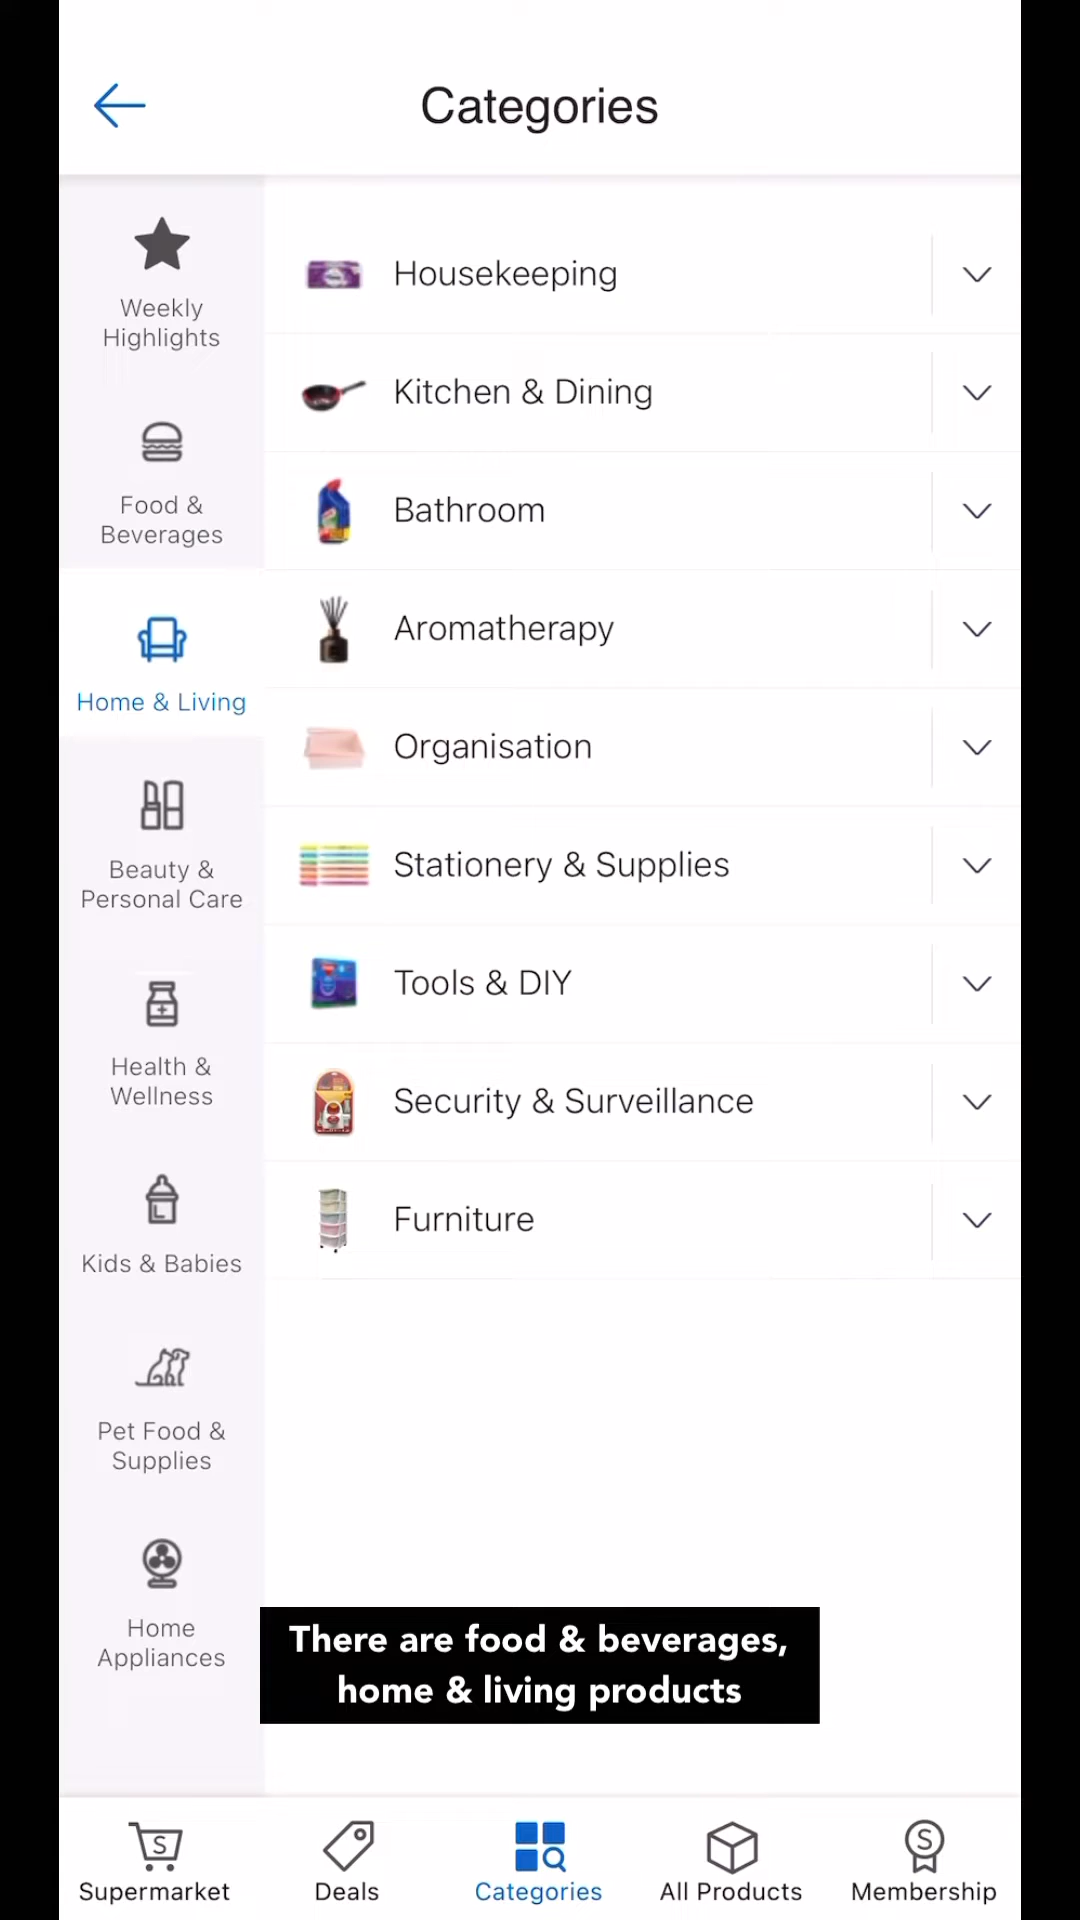 Categories
Weekly
Highlights
Food &
Beverages
Home & Living
Beauty &
Personal Care
Health &
Wellness
Kids & Babies
Pet Food &
Supplies
Home
Appliances
Housekeeping
Kitchen & Dining
Bathroom
Aromatherapy
Organisation
Stationery & Supplies
Tools & DIY
Security & Surveillance
Furniture
There are food & beverages,
home & living products
Supermarket
Deals
Categories
All Products
Membership